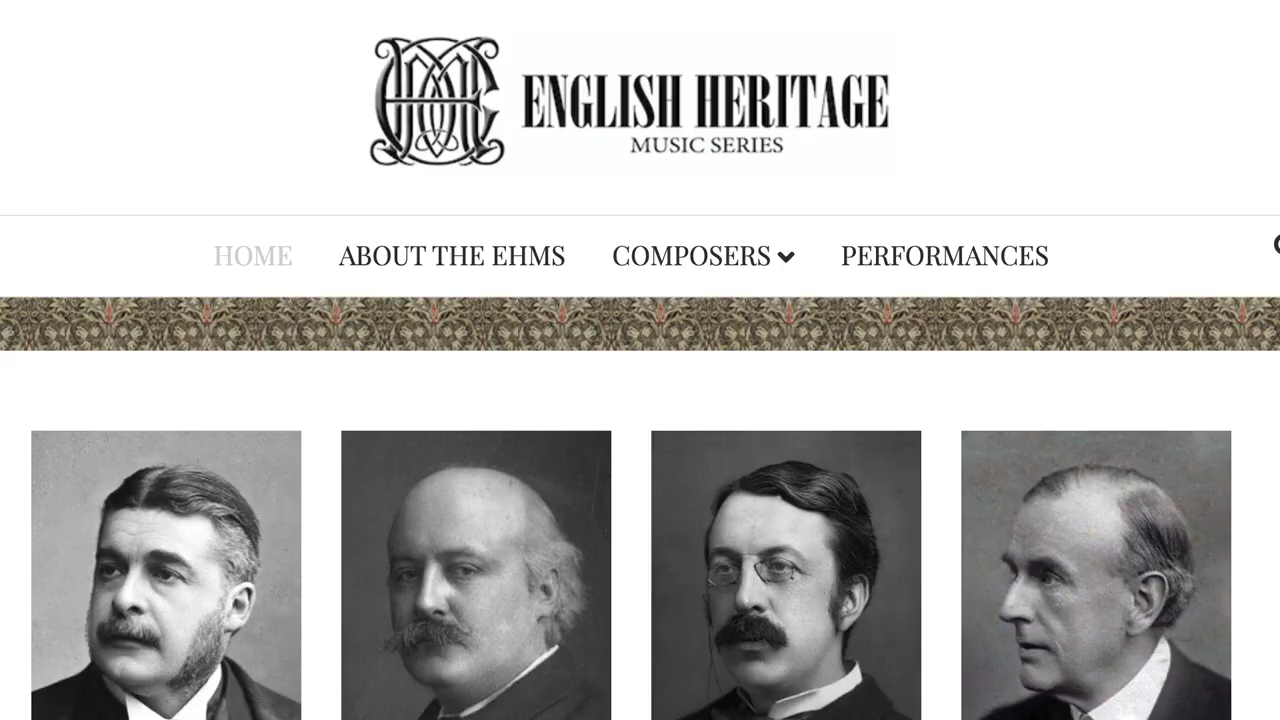 ENGLISH HERITAGE
MUSIC SERIES
HOME ABOUT THE EHMS COMPOSERS PERFORMANCES